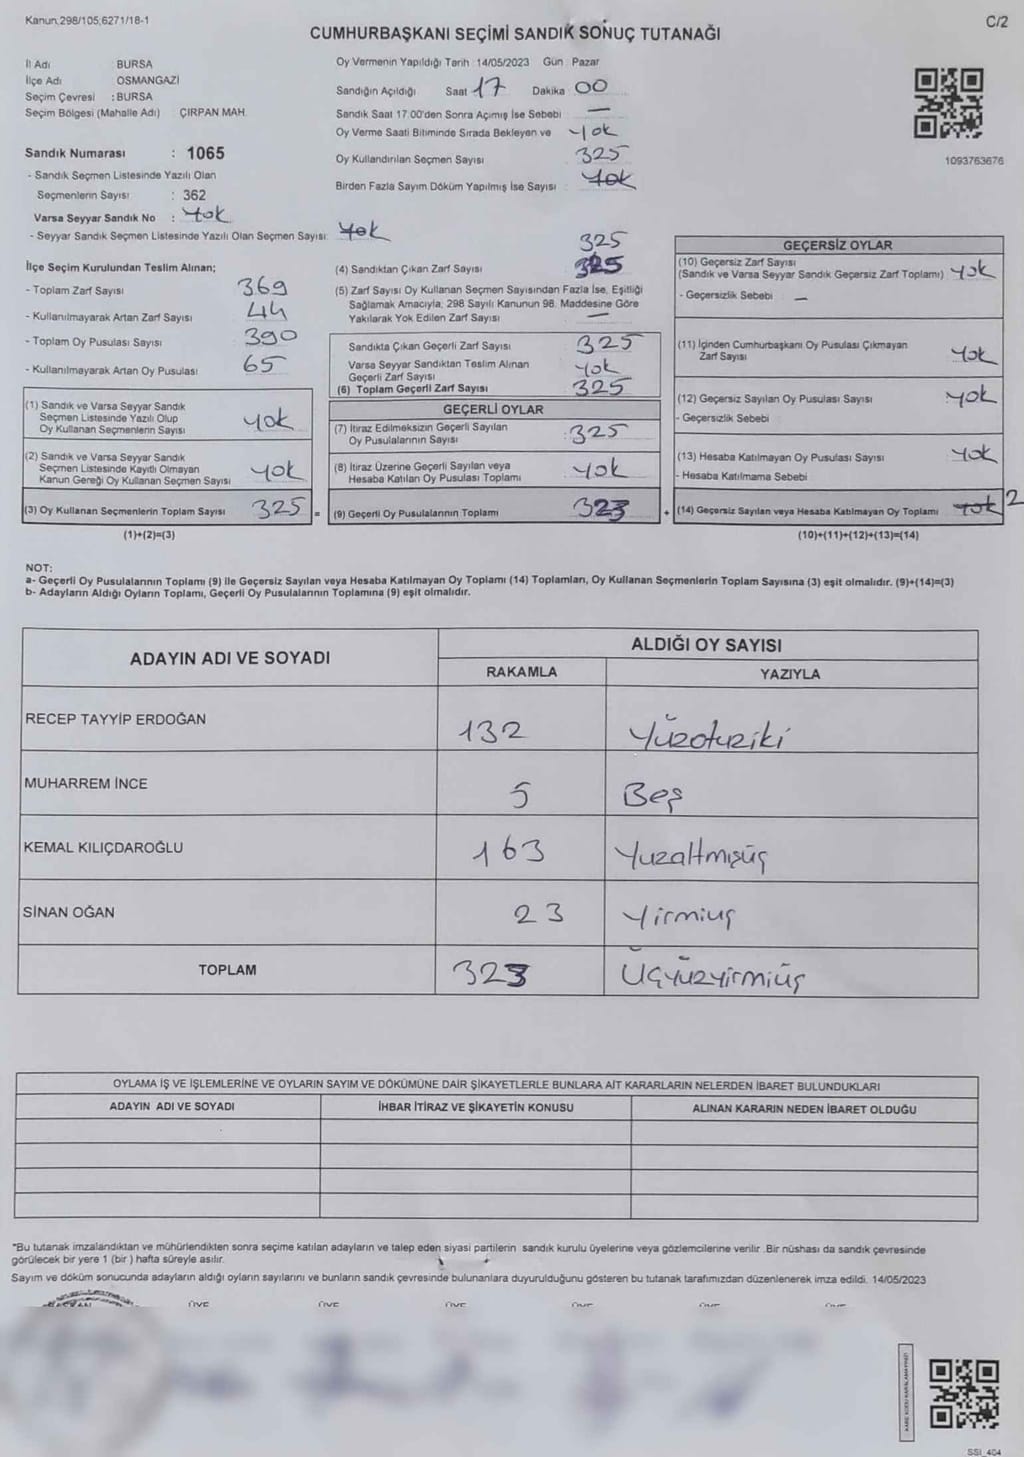 Kanun,298/105,6271/18-1
C/2
CUMHURBAŞKANI SEÇİMİ SANDIK SONUÇ TUTANAĞI
İl Adı BURSA
İlçe Adı OSMANGAZİ
Seçim Çevresi : BURSA
Seçim Bölgesi (Mahalle Adı) ÇIRPAN MAH.
Sandık Numarası : 1065
- Sandık Seçmen Listesinde Yazılı Olan
Seçmenlerin Sayısı : 362
Varsa Seyyar Sandık No : Yok
- Seyyar Sandık Seçmen Listesinde Yazılı Olan Seçmen Sayısı: Yok
Oy Vermenin Yapıldığı Tarih :14/05/2023 Gün : Pazar
Sandığın Açıldığı Saat 17 Dakika 00
Sandık Saat 17:00'den Sonra Açımış İse Sebebi —
Oy Verme Saati Bitiminde Sırada Bekleyen ve Yok
Oy Kullandırılan Seçmen Sayısı 325
Birden Fazla Sayım Döküm Yapılmış İse Sayısı Yok
1093763676
İlçe Seçim Kurulundan Teslim Alınan;
- Toplam Zarf Sayısı 369
- Kullanılmayarak Artan Zarf Sayısı 44
- Toplam Oy Pusulası Sayısı 390
- Kullanılmayarak Artan Oy Pusulası 65
(1) Sandık ve Varsa Seyyar Sandık
Seçmen Listesinde Yazılı Olup
Oy Kullanan Seçmenlerin Sayısı Yok
(2) Sandık ve Varsa Seyyar Sandık
Seçmen Listesinde Kayıtlı Olmayan
Kanun Gereği Oy Kullanan Seçmen Sayısı Yok
(3) Oy Kullanan Seçmenlerin Toplam Sayısı 325 =
(1)+(2)=(3)
325
(4) Sandıktan Çıkan Zarf Sayısı 325
(5) Zarf Sayısı Oy Kullanan Seçmen Sayısından Fazla İse, Eşitliği
Sağlamak Amacıyla; 298 Sayılı Kanunun 98. Maddesine Göre
Yakılarak Yok Edilen Zarf Sayısı —
Sandıkta Çıkan Geçerli Zarf Sayısı 325
Varsa Seyyar Sandıktan Teslim Alınan
Geçerli Zarf Sayısı Yok
(6) Toplam Geçerli Zarf Sayısı 325
GEÇERLİ OYLAR
(7) İtiraz Edilmeksizin Geçerli Sayılan
Oy Pusulalarının Sayısı : 325
(8) İtiraz Üzerine Geçerli Sayılan veya
Hesaba Katılan Oy Pusulası Toplamı Yok
(9) Geçerli Oy Pusulalarının Toplamı 323 +
GEÇERSİZ OYLAR
(10) Geçersiz Zarf Sayısı
(Sandık ve Varsa Seyyar Sandık Geçersiz Zarf Toplamı) Yok
- Geçersizlik Sebebi —
(11) İçinden Cumhurbaşkanı Oy Pusulası Çıkmayan
Zarf Sayısı Yok
(12) Geçersiz Sayılan Oy Pusulası Sayısı Yok
- Geçersizlik Sebebi
(13) Hesaba Katılmayan Oy Pusulası Sayısı Yok
- Hesaba Katılmama Sebebi
(14) Geçersiz Sayılan veya Hesaba Katılmayan Oy Toplamı Yok 2
(10)+(11)+(12)+(13)=(14)
NOT:
a- Geçerli Oy Pusulalarının Toplamı (9) ile Geçersiz Sayılan veya Hesaba Katılmayan Oy Toplamı (14) Toplamları, Oy Kullanan Seçmenlerin Toplam Sayısına (3) eşit olmalıdır. (9)+(14)=(3)
b- Adayların Aldığı Oyların Toplamı, Geçerli Oy Pusulalarının Toplamına (9) eşit olmalıdır.
ADAYIN ADI VE SOYADI ALDIĞI OY SAYISI
RAKAMLA YAZIYLA
RECEP TAYYİP ERDOĞAN 132 Yüzotuziki
MUHARREM İNCE 5 Beş
KEMAL KILIÇDAROĞLU 163 Yuzaltmışüç
SİNAN OĞAN 23 Yirmiuç
TOPLAM 323 Üçyüzyirmiüç
OYLAMA İŞ VE İŞLEMLERİNE VE OYLARIN SAYIM VE DÖKÜMÜNE DAİR ŞİKAYETLERLE BUNLARA AİT KARARLARIN NELERDEN İBARET BULUNDUKLARI
ADAYIN ADI VE SOYADI İHBAR İTİRAZ VE ŞİKAYETİN KONUSU ALINAN KARARIN NEDEN İBARET OLDUĞU
*Bu tutanak imzalandıktan ve mühürlendikten sonra seçime katılan adayların ve talep eden siyasi partilerin sandık kurulu üyelerine veya gözlemcilerine verilir .Bir nüshası da sandık çevresinde
görülecek bir yere 1 (bir ) hafta süreyle asılır.
Sayım ve döküm sonucunda adayların aldığı oyların sayılarını ve bunların sandık çevresinde bulunanlara duyurulduğunu gösteren bu tutanak tarafımızdan düzenlenerek imza edildi. 14/05/2023
ÜYE ÜYE ÜYE ÜYE ÜYE ÜYE
SSİ_404